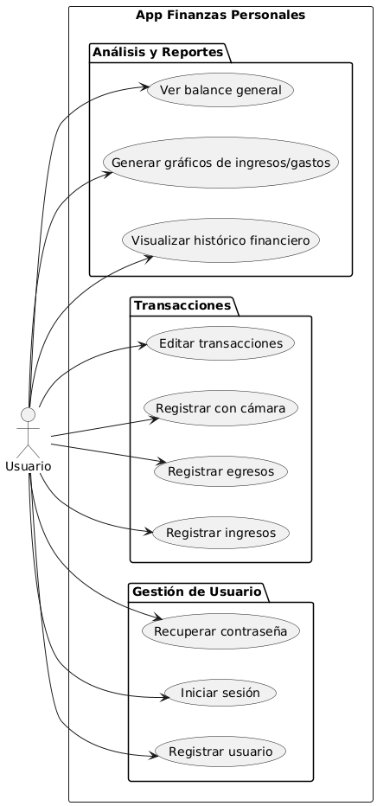 App Finanzas Personales
Análisis y Reportes
Ver balance general
Generar gráficos de ingresos/gastos
Visualizar histórico financiero
Transacciones
Editar transacciones
Registrar con cámara
Usuario
Registrar egresos
Registrar ingresos
Gestión de Usuario
Recuperar contraseña
Iniciar sesión
Registrar usuario